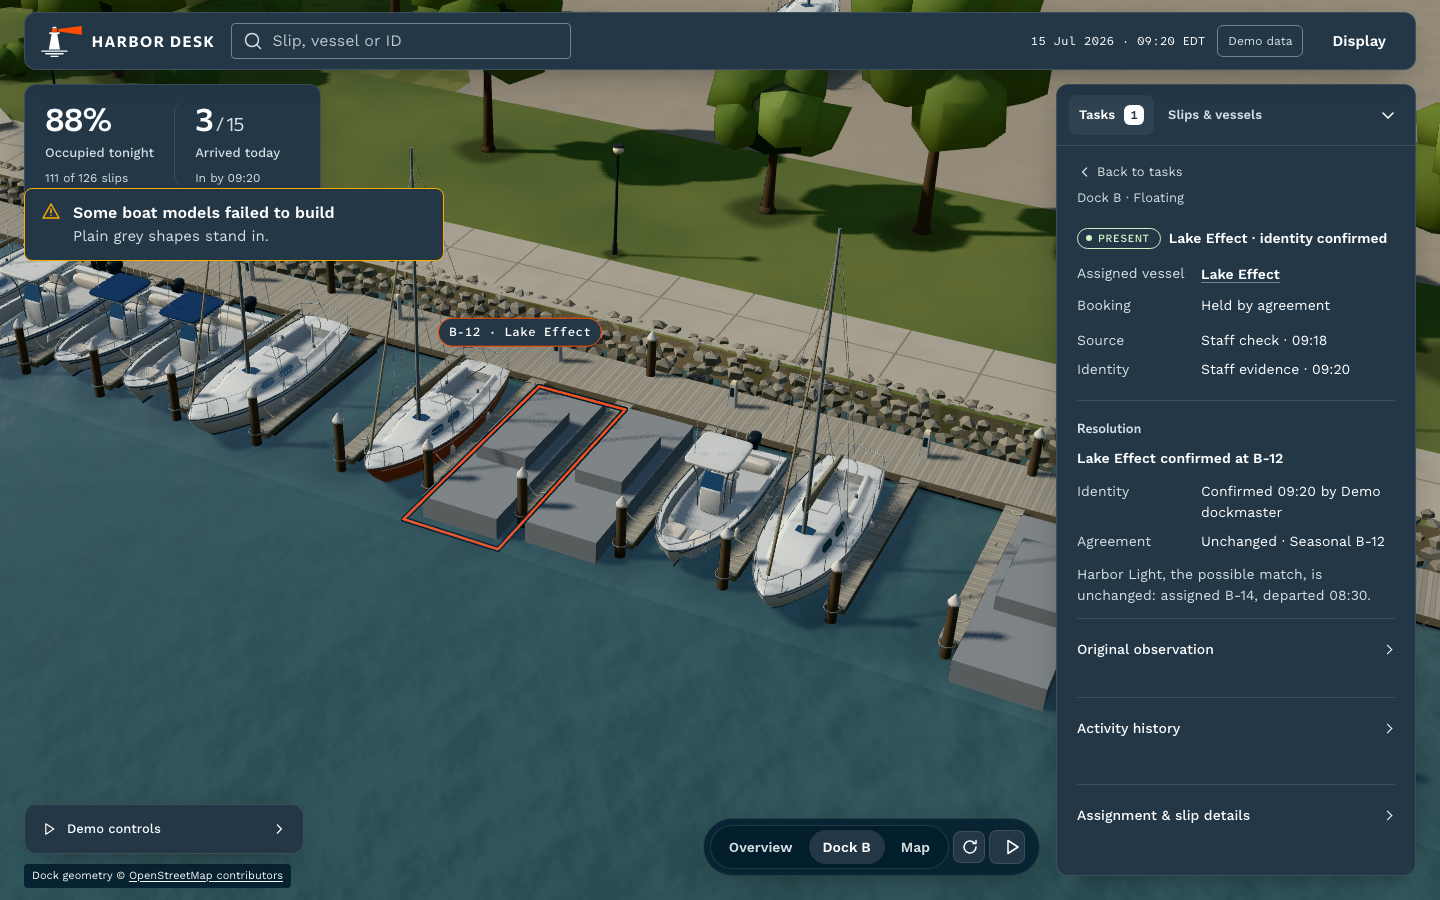 HARBOR DESK
Slip, vessel or ID
15 Jul 2026 · 09:20 EDT
Demo data
Display
88%
Occupied tonight
111 of 126 slips
3/15
Arrived today
In by 09:20
Some boat models failed to build
Plain grey shapes stand in.
B-12 · Lake Effect
Tasks 1
Slips & vessels
Back to tasks
Dock B · Floating
PRESENT Lake Effect · identity confirmed
Assigned vessel Lake Effect
Booking Held by agreement
Source Staff check · 09:18
Identity Staff evidence · 09:20
Resolution
Lake Effect confirmed at B-12
Identity Confirmed 09:20 by Demo
dockmaster
Agreement Unchanged · Seasonal B-12
Harbor Light, the possible match, is
unchanged: assigned B-14, departed 08:30.
Original observation
Activity history
Assignment & slip details
Demo controls
Dock geometry © OpenStreetMap contributors
Overview
Dock B
Map